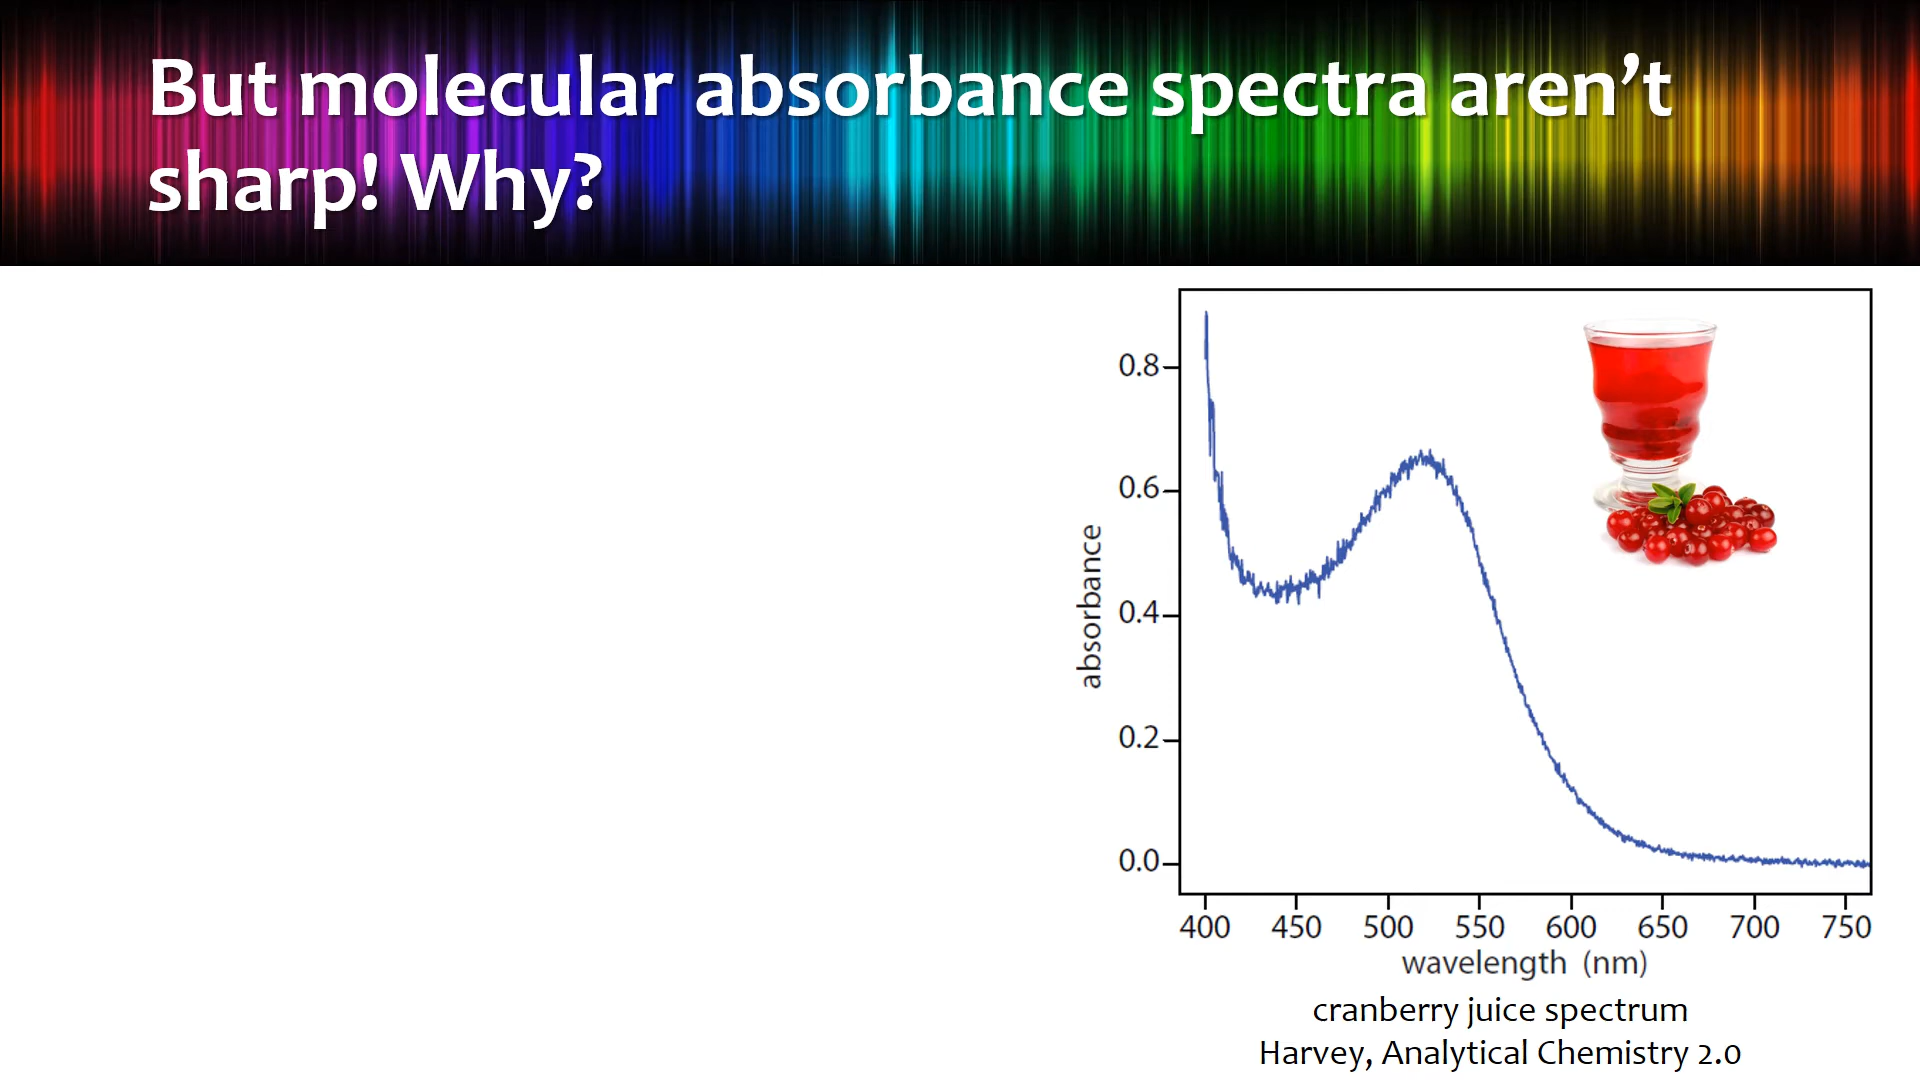 But molecular absorbance spectra aren’t
sharp! Why?
0.8
0.6
0.4
0.2
0.0
absorbance
400 450 500 550 600 650 700 750
wavelength (nm)
cranberry juice spectrum
Harvey, Analytical Chemistry 2.0